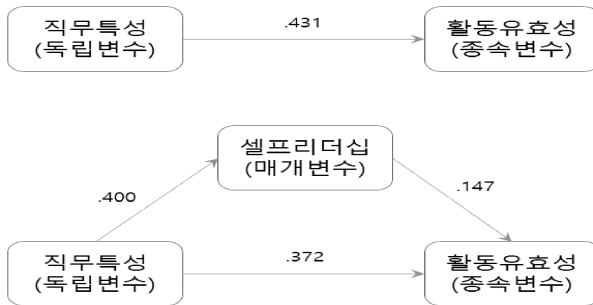 직무특성
(독립변수)
.431
활동유효성
(종속변수)
셀프리더십
(매개변수)
.400
.147
직무특성
(독립변수)
.372
활동유효성
(종속변수)